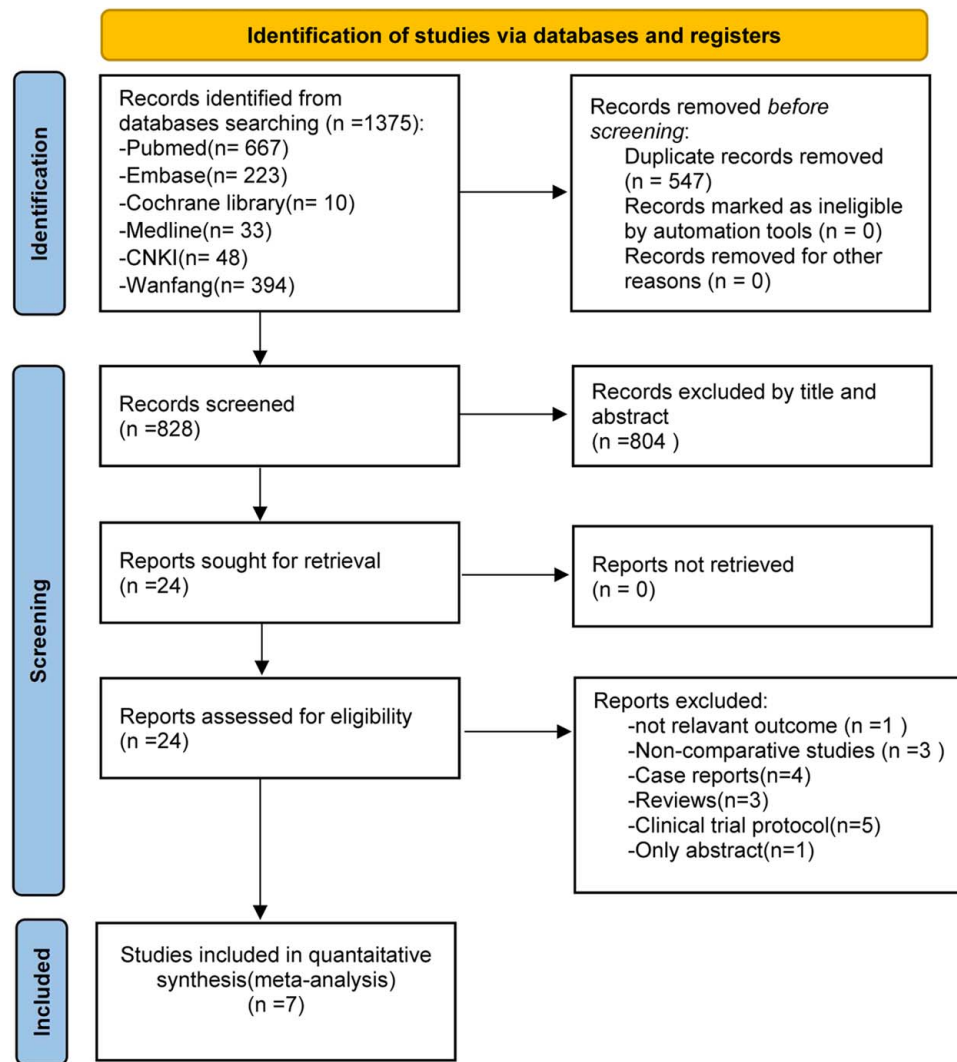 Identification of studies via databases and registers
Identification
Records identified from
databases searching (n =1375):
-Pubmed(n= 667)
-Embase(n= 223)
-Cochrane library(n= 10)
-Medline(n= 33)
-CNKI(n= 48)
-Wanfang(n= 394)
Records removed before
screening:
Duplicate records removed
(n = 547)
Records marked as ineligible
by automation tools (n = 0)
Records removed for other
reasons (n = 0)
Screening
Records screened
(n =828)
Records excluded by title and
abstract
(n =804 )
Reports sought for retrieval
(n =24)
Reports not retrieved
(n = 0)
Reports assessed for eligibility
(n =24)
Reports excluded:
-not relavant outcome (n =1 )
-Non-comparative studies (n =3 )
-Case reports(n=4)
-Reviews(n=3)
-Clinical trial protocol(n=5)
-Only abstract(n=1)
Included
Studies included in quantaitative
synthesis(meta-analysis)
(n =7)